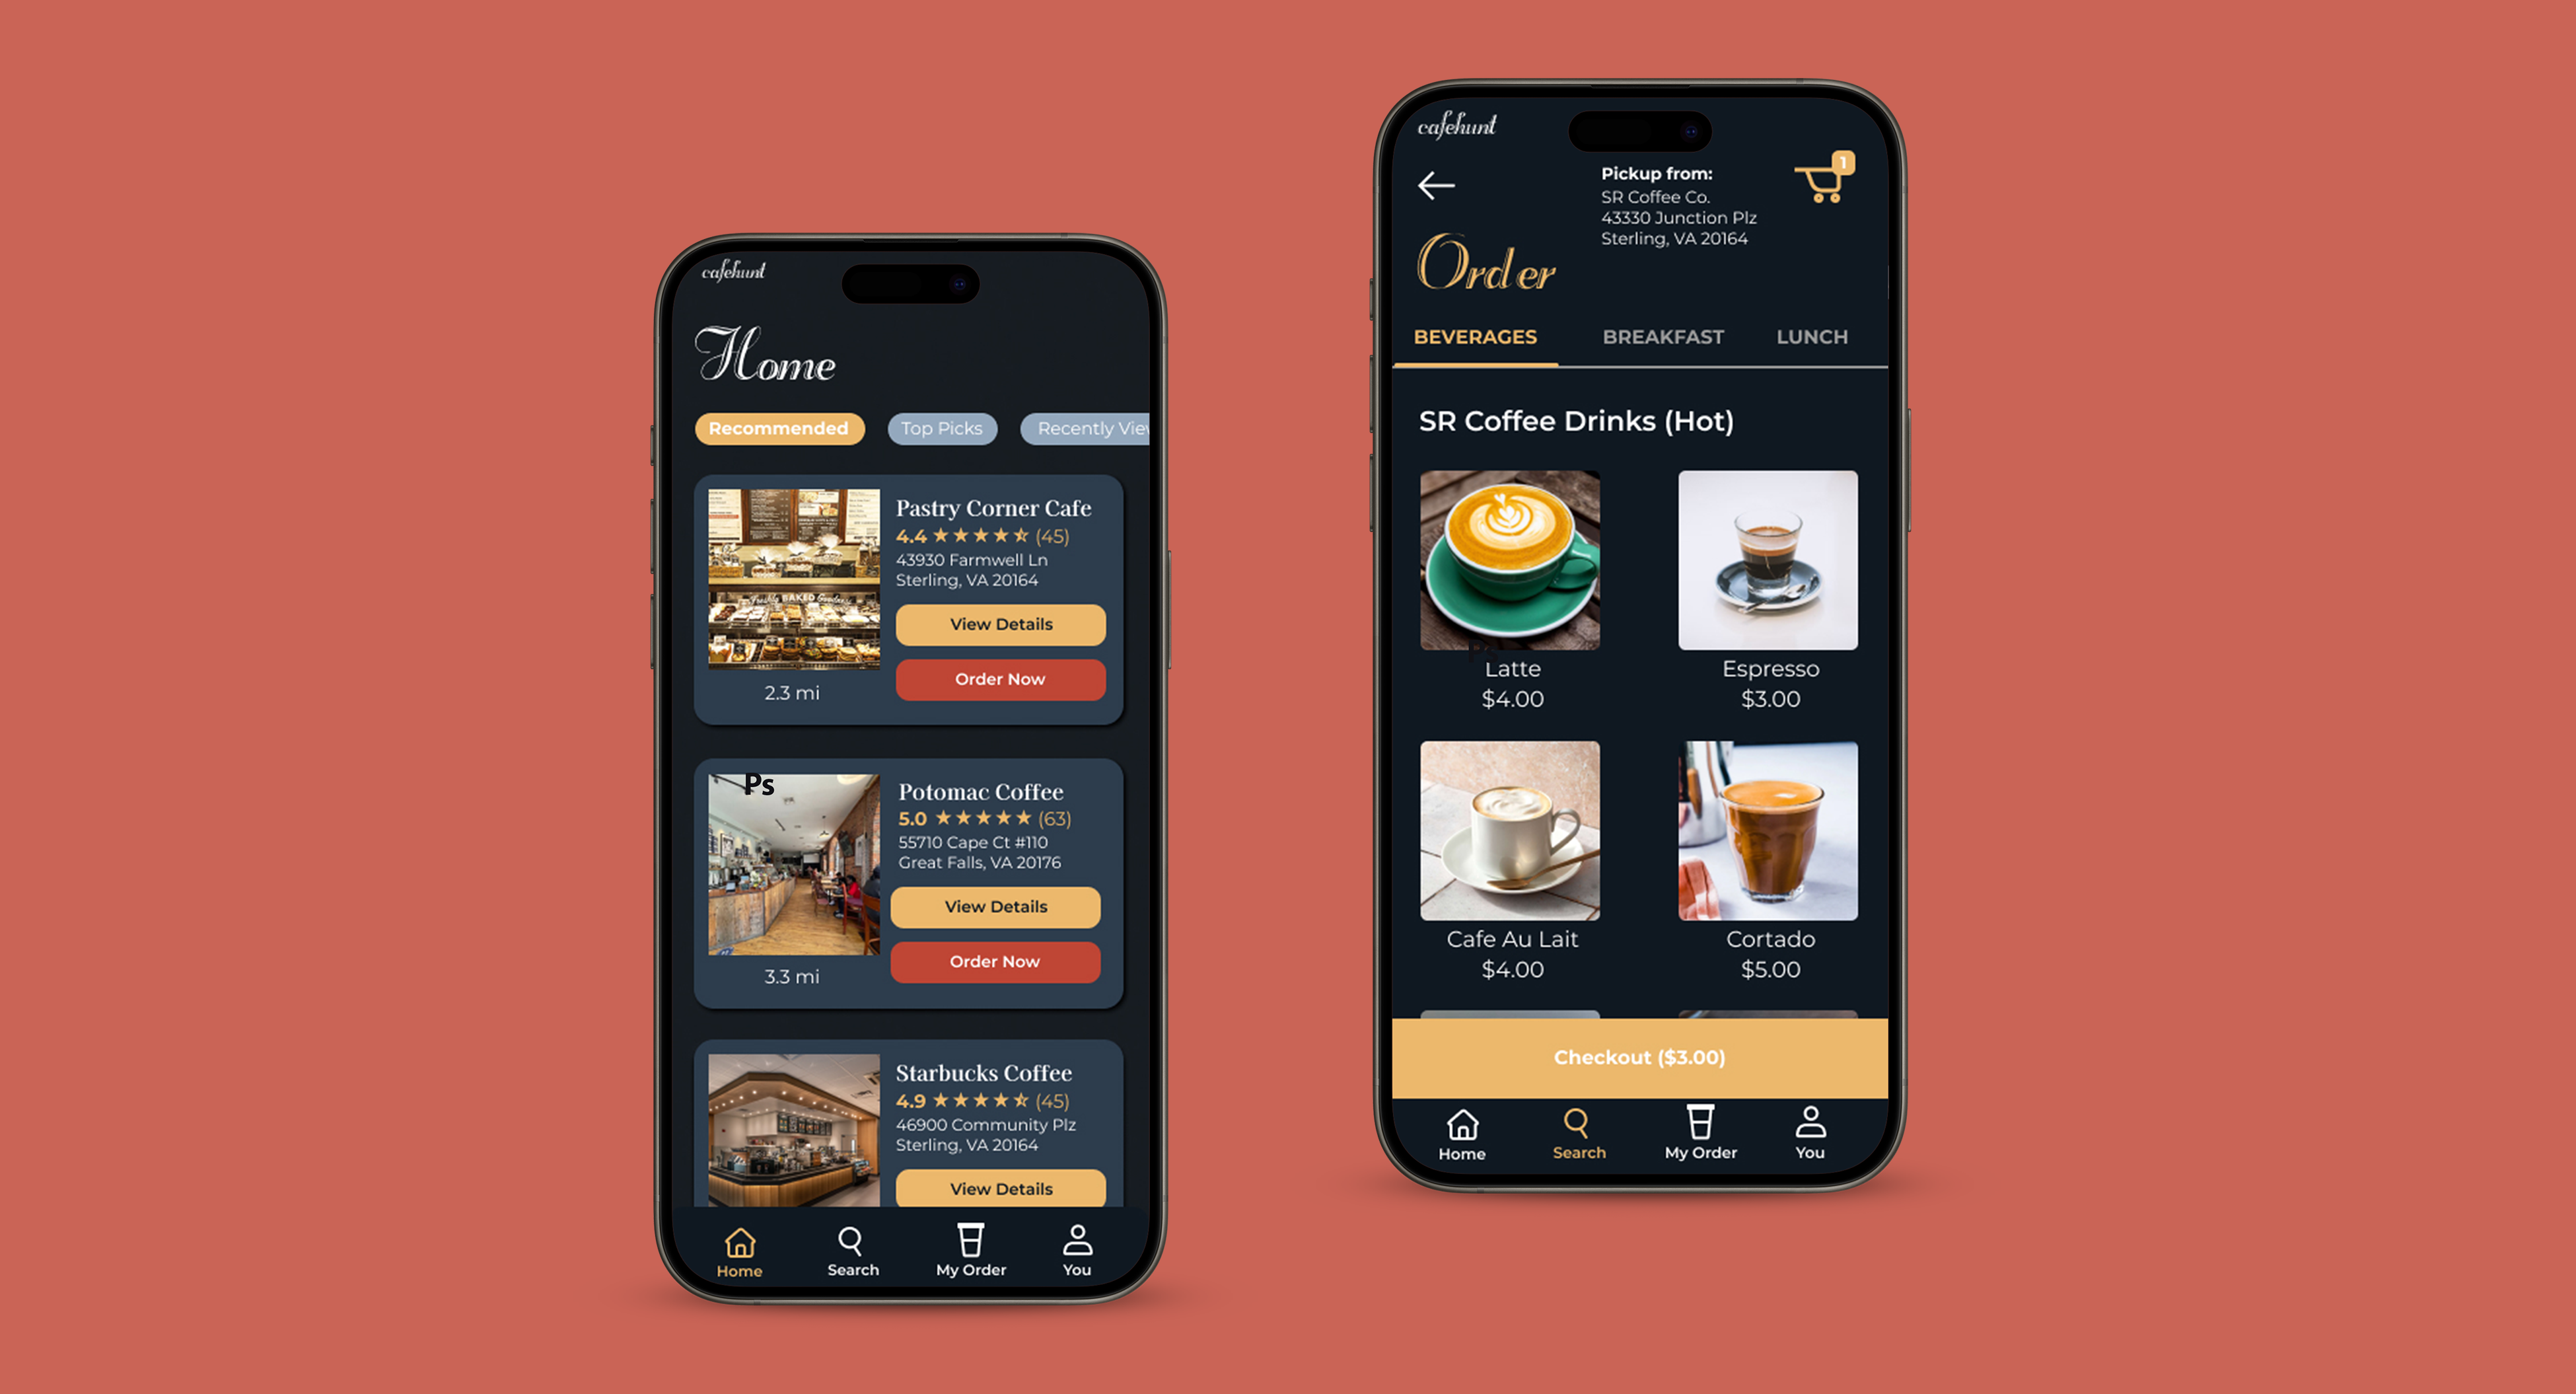 cafehunt
Home
Recommended
Top Picks
Recently
Pastry Corner Cafe
4.4 ★★★★⯪ (45)
43930 Farmwell Ln
Sterling, VA 20164
View Details
Order Now
2.3 mi
Freshly BAKED Goodness
Ps
Potomac Coffee
5.0 ★★★★★ (63)
55710 Cape Ct #110
Great Falls, VA 20176
View Details
Order Now
3.3 mi
Starbucks Coffee
4.9 ★★★★⯪ (45)
46900 Community Plz
Sterling, VA 20164
View Details
Home
Search
My Order
You
cafehunt
Pickup from:
SR Coffee Co.
43330 Junction Plz
Sterling, VA 20164
1
Order
BEVERAGES
BREAKFAST
LUNCH
SR Coffee Drinks (Hot)
Latte
$4.00
Espresso
$3.00
Cafe Au Lait
$4.00
Cortado
$5.00
Checkout ($3.00)
Home
Search
My Order
You